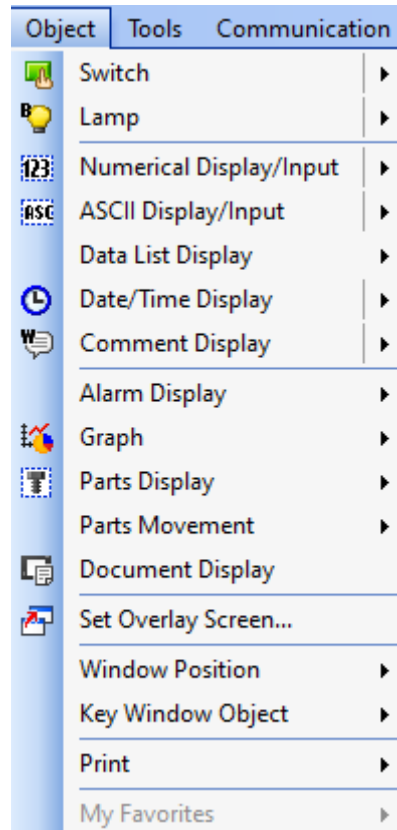 Object Tools Communication
Switch
B
Lamp
123 Numerical Display/Input
ASC ASCII Display/Input
Data List Display
Date/Time Display
W
Comment Display
Alarm Display
Graph
Parts Display
Parts Movement
Document Display
Set Overlay Screen...
Window Position
Key Window Object
Print
My Favorites